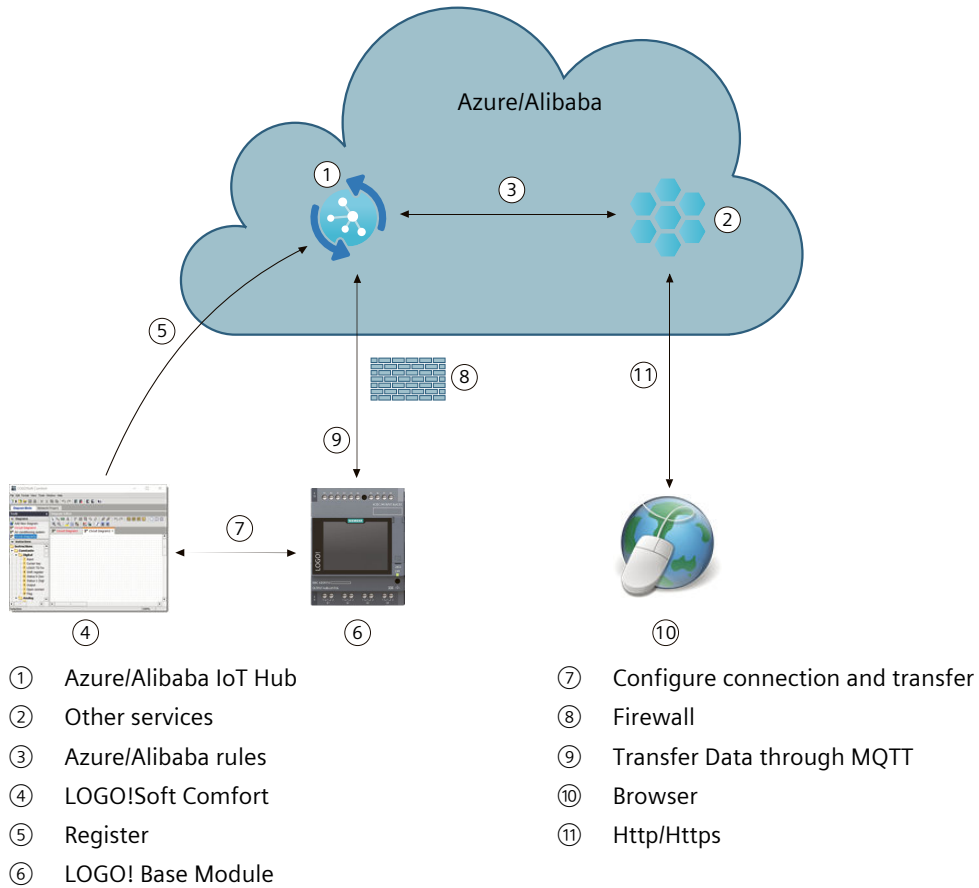 Azure/Alibaba
①
③
②
⑤
⑧
⑪
⑨
⑦
SIEMENS
LOGO!
④
⑥
⑩
① Azure/Alibaba IoT Hub
② Other services
③ Azure/Alibaba rules
④ LOGO!Soft Comfort
⑤ Register
⑥ LOGO! Base Module
⑦ Configure connection and transfer
⑧ Firewall
⑨ Transfer Data through MQTT
⑩ Browser
⑪ Http/Https